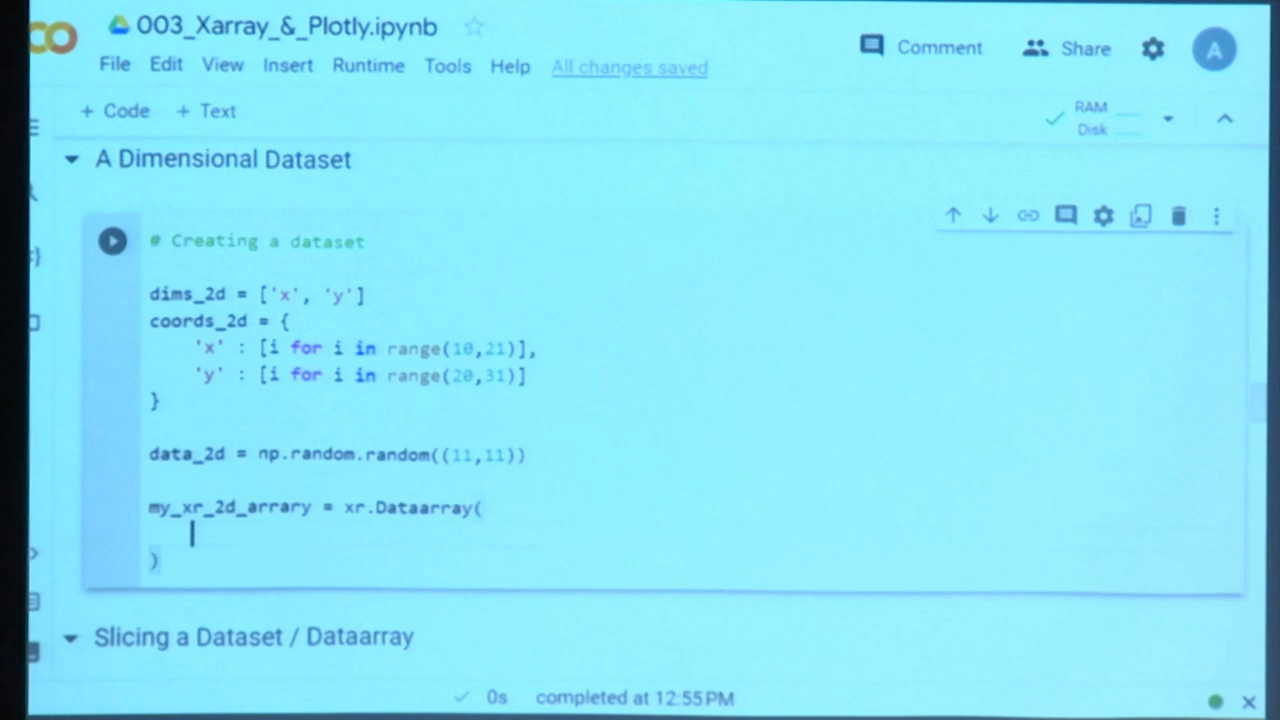 003_Xarray_&_Plotly.ipynb
File Edit View Insert Runtime Tools Help All changes saved
Comment Share A
+ Code + Text
RAM
Disk
A Dimensional Dataset
# Creating a dataset
dims_2d = ['x', 'y']
coords_2d = {
'x' : [i for i in range(10,21)],
'y' : [i for i in range(20,31)]
}
data_2d = np.random.random((11,11))
my_xr_2d_arrary = xr.Dataarray(
)
Slicing a Dataset / Dataarray
0s completed at 12:55 PM